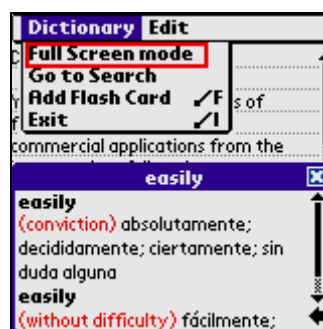 Dictionary Edit
Full Screen mode
Go to Search
Add Flash Card ⁄F s of
Exit ⁄I
commercial applications from the
easily
easily
(conviction) absolutamente;
decididamente; ciertamente; sin
duda alguna
easily
(without difficulty) fácilmente;